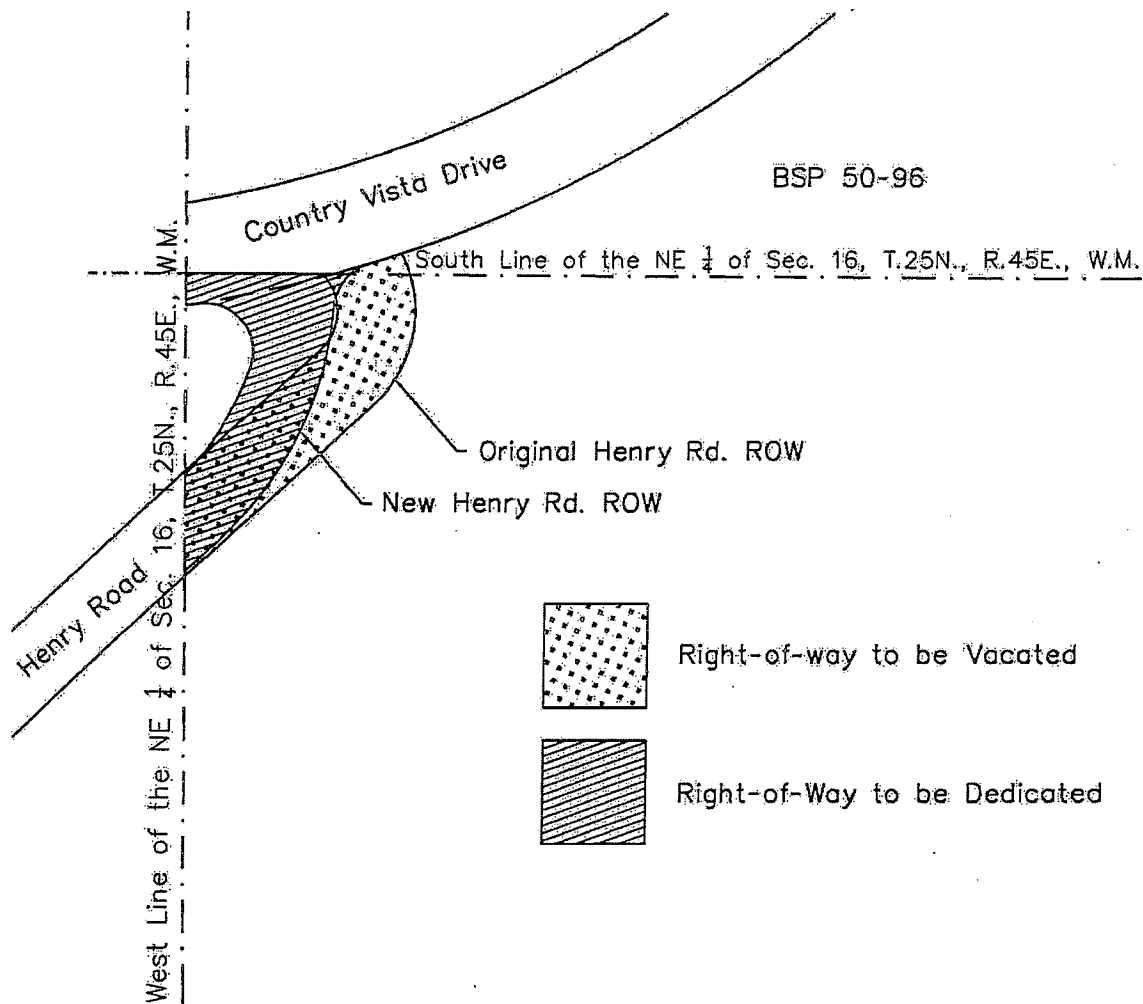 Country Vista Drive
BSP 50-96
South Line of the NE ¼ of Sec. 16, T.25N., R.45E., W.M.
West Line of the NE ¼ of Sec. 16, T.25N., R.45E., W.M.
Original Henry Rd. ROW
New Henry Rd. ROW
Henry Road
Right-of-way to be Vacated
Right-of-Way to be Dedicated